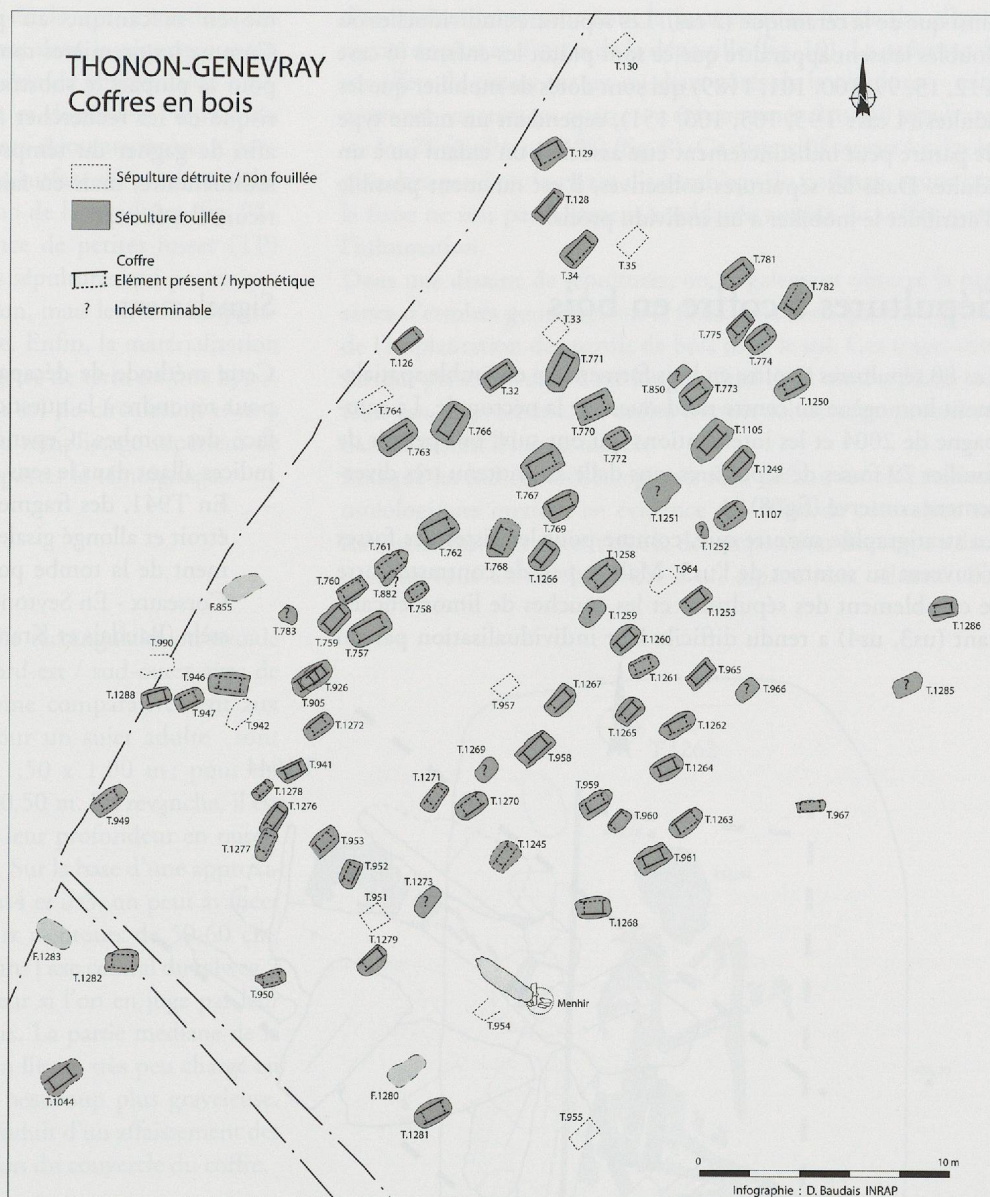 THONON-GENEVRAY
Coffres en bois
Sépulture détruite / non fouillée
Sépulture fouillée
Coffre
Elément présent / hypothétique
? Indéterminable
T.130
T.129
T.128
T.34
T.35
T.781
T.782
T.33
T.775
T.774
T.126
T.771
T.32
T.850
T.773
T.1250
T.764
T.766
T.770
T.763
T.772
T.1105
T.1249
T.767
?
T.1251
T.769
T.1107
T.762
T.768
T.1252
T.1266
T.761
T.1258
T.964
T.760
T.882
?
T.758
F.855
?
T.783
T.759
T.757
?
T.1259
T.1253
T.1286
T.990
T.1260
T.946
T.926
T.1261
T.965
?
T.966
?
T.1285
T.1288
T.947
T.942
T.905
T.957
T.1267
T.1265
T.1272
T.1262
T.958
T.1269
?
T.941
T.1264
T.1278
T.1271
T.959
T.949
T.1276
T.1270
T.960
T.967
T.1263
T.1277
T.953
T.1245
T.961
T.952
T.1273
?
T.951
T.1268
F.1283
T.1279
T.1282
T.950
Menhir
T.954
T.1044
F.1280
T.1281
T.955
0 10 m
Infographie : D. Baudais INRAP